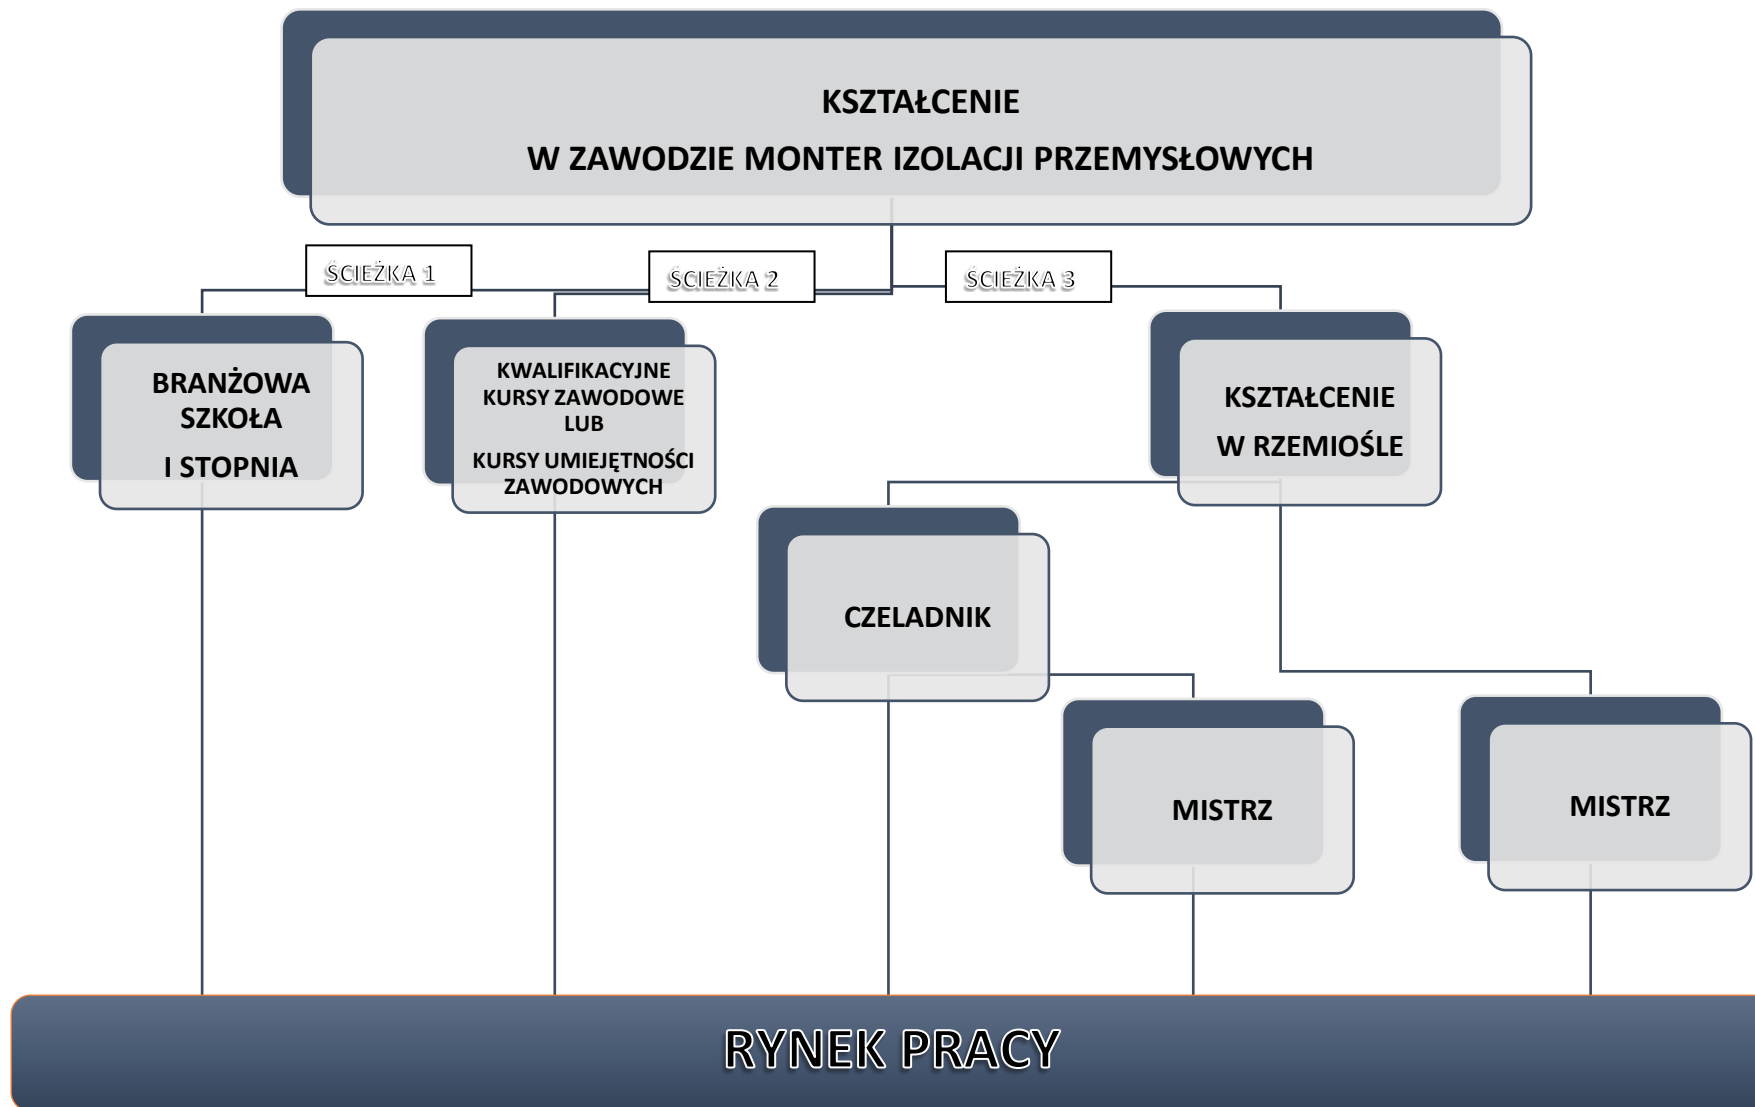 KSZTAŁCENIE
W ZAWODZIE MONTER IZOLACJI PRZEMYSŁOWYCH
ŚCIEŻKA 1
ŚCIEŻKA 2
ŚCIEŻKA 3
BRANŻOWA
SZKOŁA
I STOPNIA
KWALIFIKACYJNE
KURSY ZAWODOWE
LUB
KURSY UMIEJĘTNOŚCI
ZAWODOWYCH
KSZTAŁCENIE
W RZEMIOŚLE
CZELADNIK
MISTRZ
MISTRZ
RYNEK PRACY